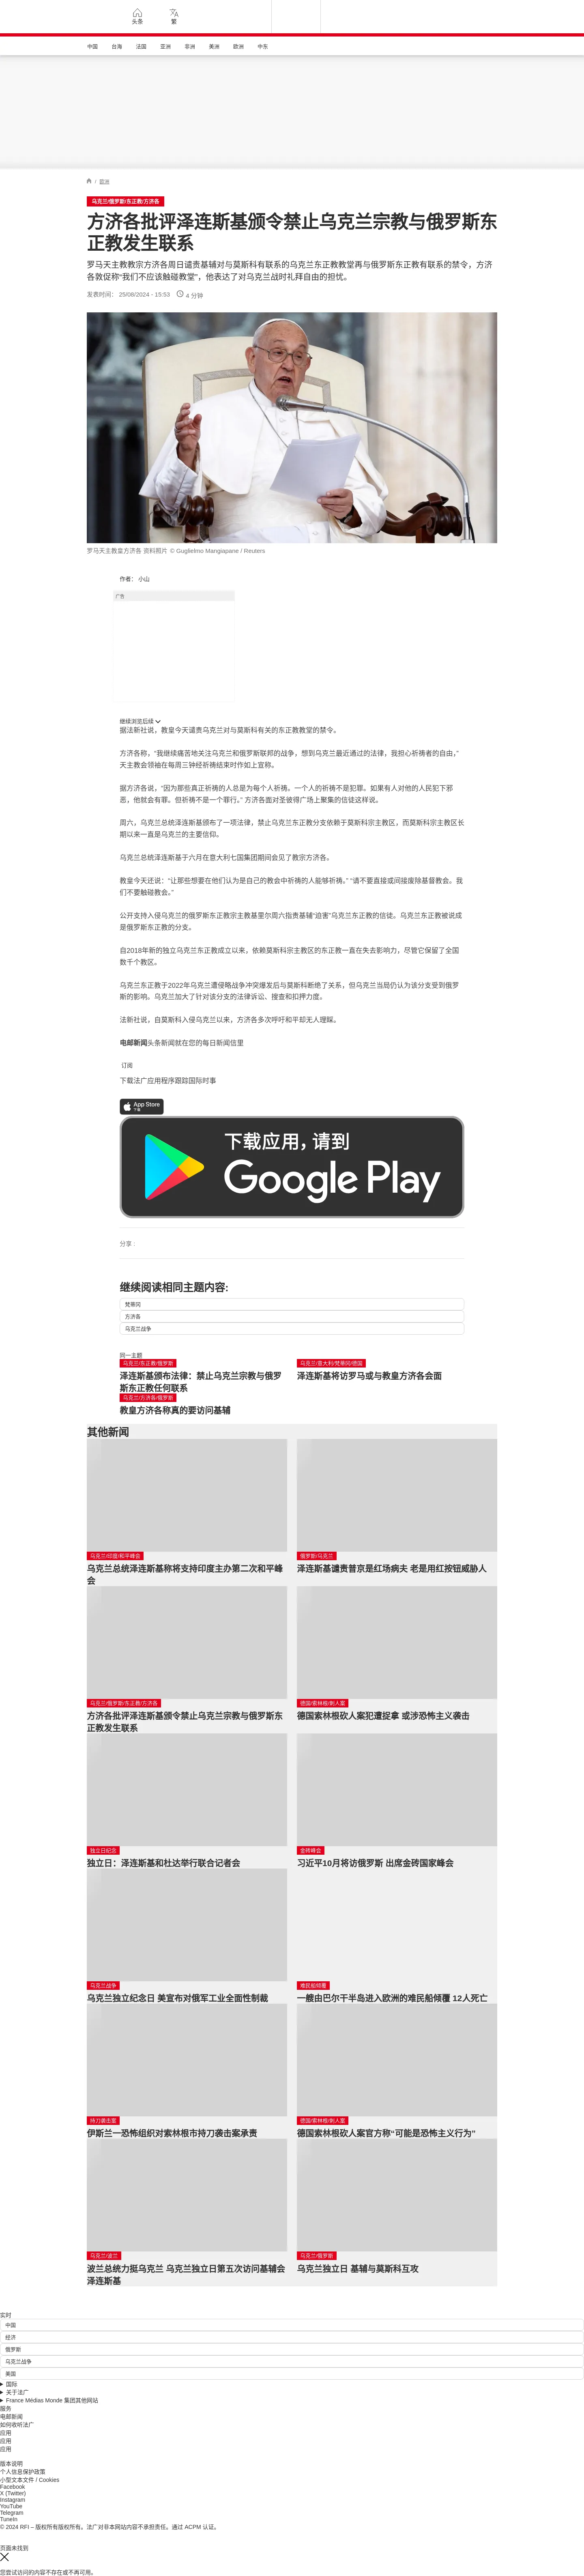 头条
繁
中国
台海
法国
亚洲
非洲
美洲
欧洲
中东
/ 欧洲
乌克兰/俄罗斯/东正教/方济各
方济各批评泽连斯基颁令禁止乌克兰宗教与俄罗斯东
正教发生联系
罗马天主教教宗方济各周日谴责基辅对与莫斯科有联系的乌克兰东正教教堂再与俄罗斯东正教有联系的禁令，方济
各敦促称“我们不应该触碰教堂”，他表达了对乌克兰战时礼拜自由的担忧。
发表时间： 25/08/2024 - 15:53
4 分钟
罗马天主教皇方济各 资料照片 © Guglielmo Mangiapane / Reuters
作者： 小山
广告
继续浏览后续
据法新社说，教皇今天谴责乌克兰对与莫斯科有关的东正教教堂的禁令。
方济各称，“我继续痛苦地关注乌克兰和俄罗斯联邦的战争，想到乌克兰最近通过的法律，我担心祈祷者的自由，”
天主教会领袖在每周三钟经祈祷结束时作如上宣称。
据方济各说，“因为那些真正祈祷的人总是为每个人祈祷。一个人的祈祷不是犯罪。如果有人对他的人民犯下邪
恶，他就会有罪。但祈祷不是一个罪行。” 方济各面对圣彼得广场上聚集的信徒这样说。
周六，乌克兰总统泽连斯基颁布了一项法律，禁止乌克兰东正教分支依赖于莫斯科宗主教区，而莫斯科宗主教区长
期以来一直是乌克兰的主要信仰。
乌克兰总统泽连斯基于六月在意大利七国集团期间会见了教宗方济各。
教皇今天还说：“让那些想要在他们认为是自己的教会中祈祷的人能够祈祷。” “请不要直接或间接废除基督教会。我
们不要触碰教会。”
公开支持入侵乌克兰的俄罗斯东正教宗主教基里尔周六指责基辅“迫害”乌克兰东正教的信徒。乌克兰东正教被说成
是俄罗斯东正教的分支。
自2018年新的独立乌克兰东正教成立以来，依赖莫斯科宗主教区的东正教一直在失去影响力，尽管它保留了全国
数千个教区。
乌克兰东正教于2022年乌克兰遭侵略战争冲突爆发后与莫斯科断绝了关系，但乌克兰当局仍认为该分支受到俄罗
斯的影响。乌克兰加大了针对该分支的法律诉讼、搜查和扣押力度。
法新社说，自莫斯科入侵乌克兰以来，方济各多次呼吁和平却无人理睬。
电邮新闻头条新闻就在您的每日新闻信里
订阅
下载法广应用程序跟踪国际时事
App Store
下载
下载应用，请到
Google Play
分享 :
继续阅读相同主题内容:
梵蒂冈
方济各
乌克兰战争
同一主题
乌克兰/东正教/俄罗斯
泽连斯基颁布法律：禁止乌克兰宗教与俄罗
斯东正教任何联系
乌克兰/意大利/梵蒂冈/德国
泽连斯基将访罗马或与教皇方济各会面
乌克兰/方济各/俄罗斯
教皇方济各称真的要访问基辅
其他新闻
乌克兰/印度/和平峰会
乌克兰总统泽连斯基称将支持印度主办第二次和平峰
会
俄罗斯/乌克兰
泽连斯基谴责普京是红场病夫 老是用红按钮威胁人
乌克兰/俄罗斯/东正教/方济各
方济各批评泽连斯基颁令禁止乌克兰宗教与俄罗斯东
正教发生联系
德国/索林根/刺人案
德国索林根砍人案犯遭捉拿 或涉恐怖主义袭击
独立日纪念
独立日：泽连斯基和杜达举行联合记者会
金砖峰会
习近平10月将访俄罗斯 出席金砖国家峰会
乌克兰战争
乌克兰独立纪念日 美宣布对俄军工业全面性制裁
难民船倾覆
一艘由巴尔干半岛进入欧洲的难民船倾覆 12人死亡
持刀袭击案
伊斯兰一恐怖组织对索林根市持刀袭击案承责
德国/索林根/刺人案
德国索林根砍人案官方称“可能是恐怖主义行为”
乌克兰/波兰
波兰总统力挺乌克兰 乌克兰独立日第五次访问基辅会
泽连斯基
乌克兰/俄罗斯
乌克兰独立日 基辅与莫斯科互攻
实时
中国
经济
俄罗斯
乌克兰战争
美国
国际
关于法广
France Médias Monde 集团其他网站
服务
电邮新闻
如何收听法广
应用
应用
应用
版本说明
个人信息保护政策
小型文本文件 / Cookies
Facebook
X (Twitter)
Instagram
YouTube
Telegram
TuneIn
© 2024 RFI – 版权所有版权所有。法广对非本网站内容不承担责任。通过 ACPM 认证。
页面未找到
您尝试访问的内容不存在或不再可用。